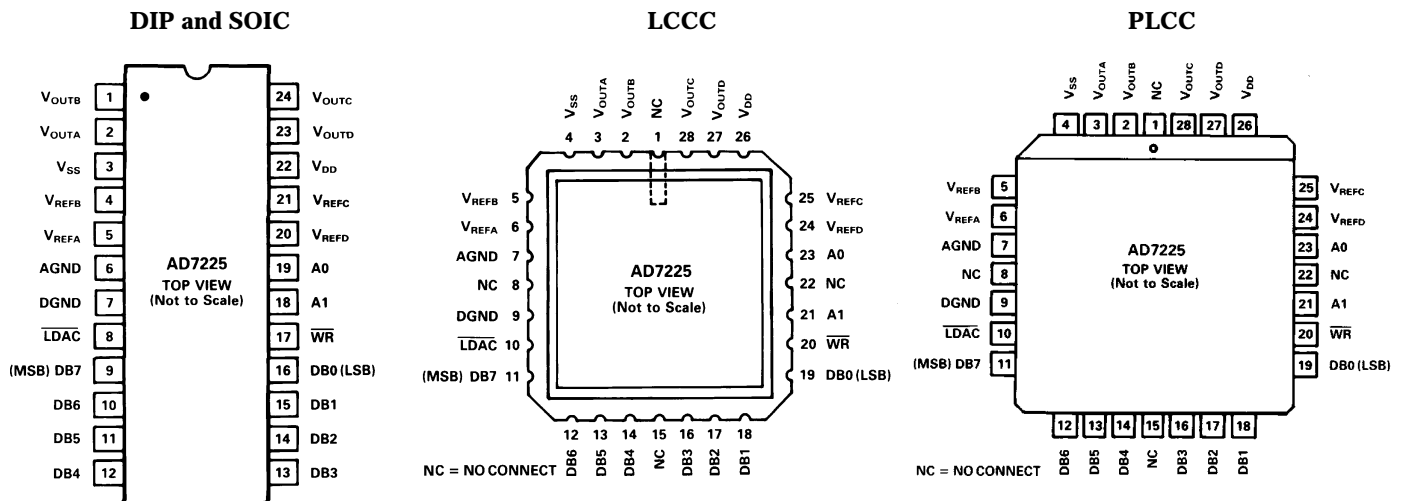 DIP and SOIC
VOUTB 1
VOUTA 2
VSS 3
VREFB 4
VREFA 5
AGND 6
DGND 7
LDAC 8
(MSB) DB7 9
DB6 10
DB5 11
DB4 12
24 VOUTC
23 VOUTD
22 VDD
21 VREFC
20 VREFD
19 A0
18 A1
17 WR
16 DB0 (LSB)
15 DB1
14 DB2
13 DB3
AD7225
TOP VIEW
(Not to Scale)
LCCC
VSS VOUTA VOUTB NC VOUTC VOUTD VDD
4 3 2 1 28 27 26
VREFB 5
VREFA 6
AGND 7
NC 8
DGND 9
LDAC 10
(MSB) DB7 11
AD7225
TOP VIEW
(Not to Scale)
25 VREFC
24 VREFD
23 A0
22 NC
21 A1
20 WR
19 DB0 (LSB)
12 13 14 15 16 17 18
DB6 DB5 DB4 NC DB3 DB2 DB1
NC = NO CONNECT
PLCC
VSS VOUTA VOUTB NC VOUTC VOUTD VDD
4 3 2 1 28 27 26
VREFB 5
VREFA 6
AGND 7
NC 8
DGND 9
LDAC 10
(MSB) DB7 11
AD7225
TOP VIEW
(Not to Scale)
25 VREFC
24 VREFD
23 A0
22 NC
21 A1
20 WR
19 DB0 (LSB)
12 13 14 15 16 17 18
DB6 DB5 DB4 NC DB3 DB2 DB1
NC = NO CONNECT